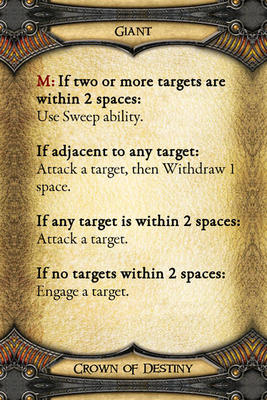 Giant
M: If two or more targets are
within 2 spaces:
Use Sweep ability.
If adjacent to any target:
Attack a target, then Withdraw 1
space.
If any target is within 2 spaces:
Attack a target.
If no targets within 2 spaces:
Engage a target.
Crown of Destiny